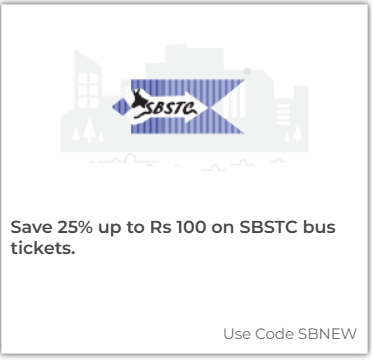 SBSTC
Save 25% up to Rs 100 on SBSTC bus
tickets.
Use Code SBNEW